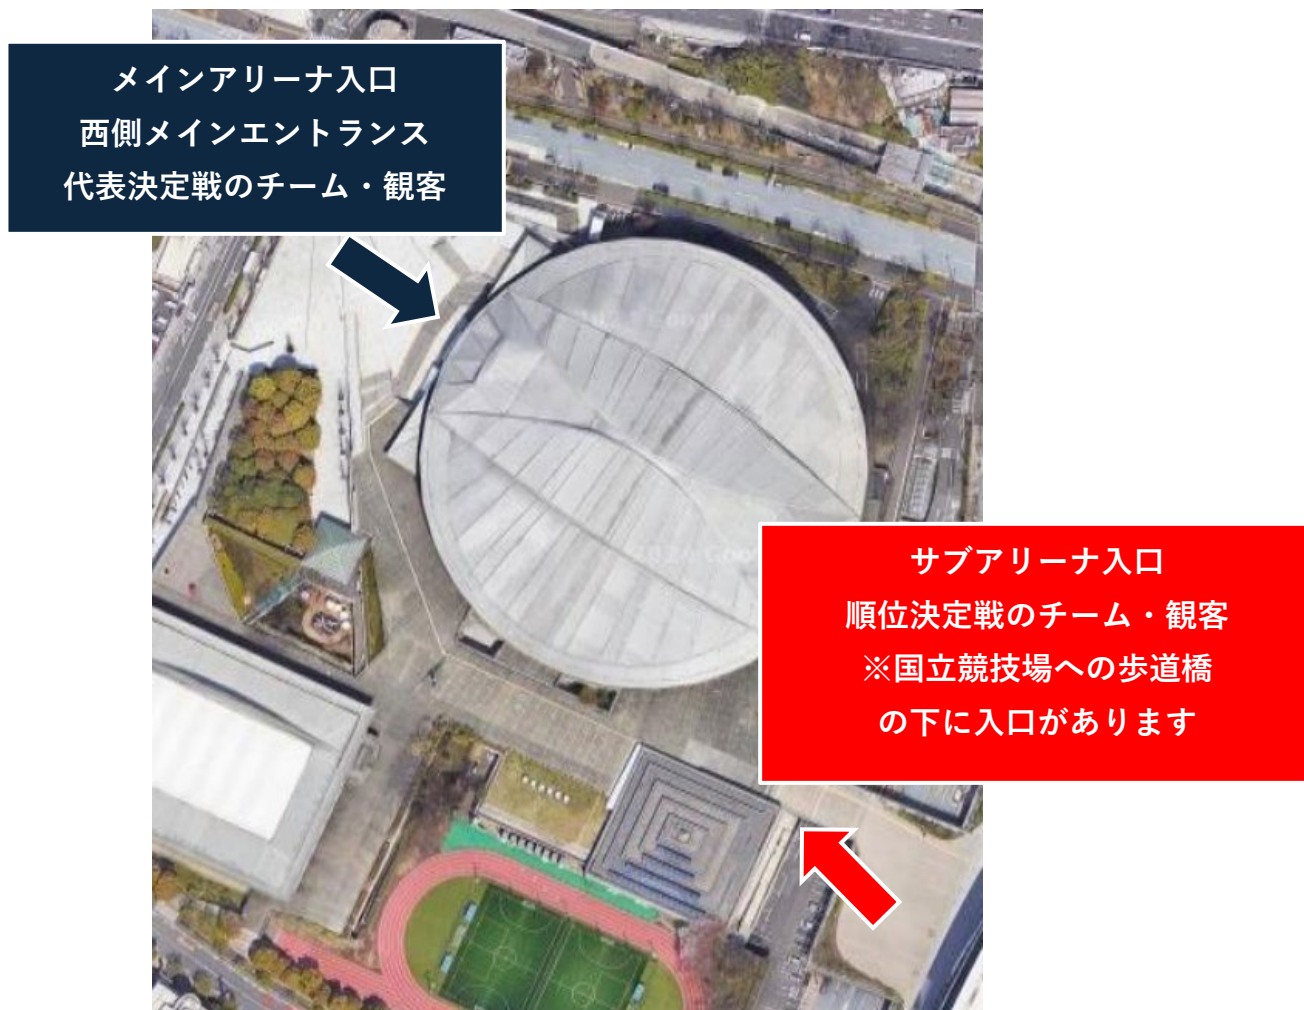 メインアリーナ入口
西側メインエントランス
代表決定戦のチーム・観客
サブアリーナ入口
順位決定戦のチーム・観客
※国立競技場への歩道橋
の下に入口があります